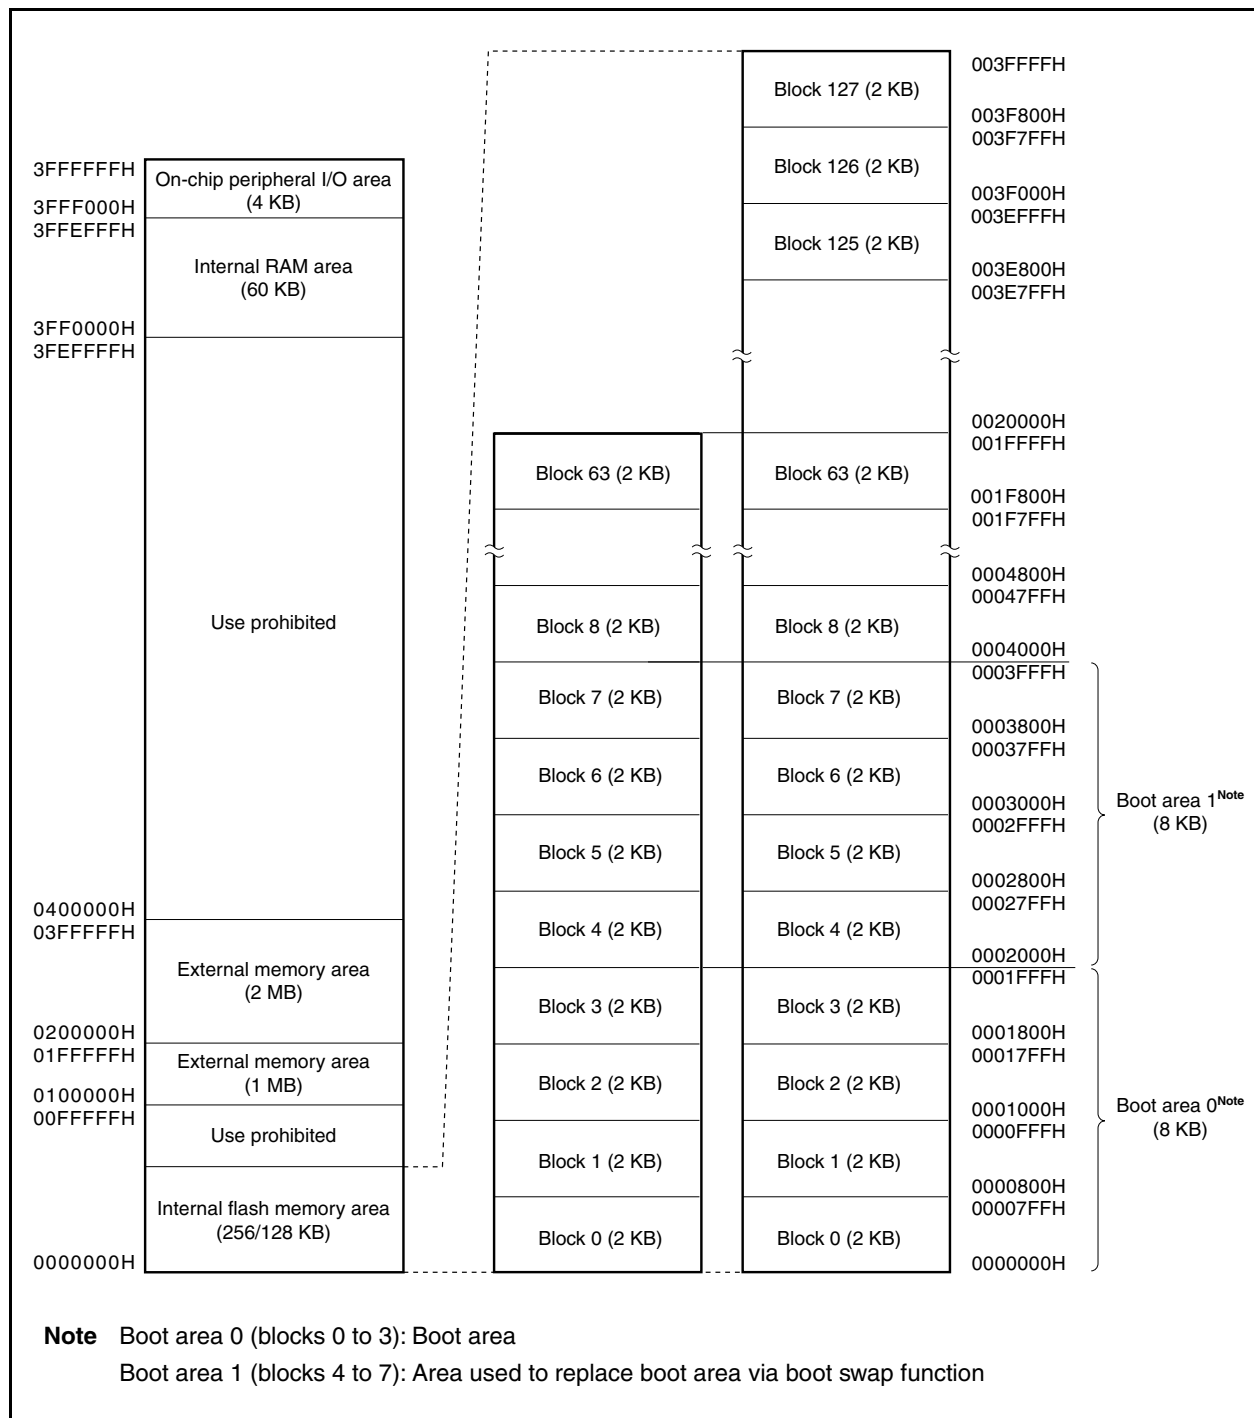 3FFFFFFH
On-chip peripheral I/O area
(4 KB)
3FFF000H
3FFEFFFH
Internal RAM area
(60 KB)
3FF0000H
3FEFFFFH
Use prohibited
0400000H
03FFFFFH
External memory area
(2 MB)
0200000H
01FFFFFH
External memory area
(1 MB)
0100000H
00FFFFFH
Use prohibited
Internal flash memory area
(256/128 KB)
0000000H
Block 63 (2 KB)
Block 8 (2 KB)
Block 7 (2 KB)
Block 6 (2 KB)
Block 5 (2 KB)
Block 4 (2 KB)
Block 3 (2 KB)
Block 2 (2 KB)
Block 1 (2 KB)
Block 0 (2 KB)
Block 127 (2 KB)
Block 126 (2 KB)
Block 125 (2 KB)
Block 63 (2 KB)
Block 8 (2 KB)
Block 7 (2 KB)
Block 6 (2 KB)
Block 5 (2 KB)
Block 4 (2 KB)
Block 3 (2 KB)
Block 2 (2 KB)
Block 1 (2 KB)
Block 0 (2 KB)
003FFFFH
003F800H
003F7FFH
003F000H
003EFFFH
003E800H
003E7FFH
0020000H
001FFFFH
001F800H
001F7FFH
0004800H
00047FFH
0004000H
0003FFFH
0003800H
00037FFH
0003000H
0002FFFH
0002800H
00027FFH
0002000H
0001FFFH
0001800H
00017FFH
0001000H
0000FFFH
0000800H
00007FFH
0000000H
Boot area 1Note
(8 KB)
Boot area 0Note
(8 KB)
Note Boot area 0 (blocks 0 to 3): Boot area
Boot area 1 (blocks 4 to 7): Area used to replace boot area via boot swap function